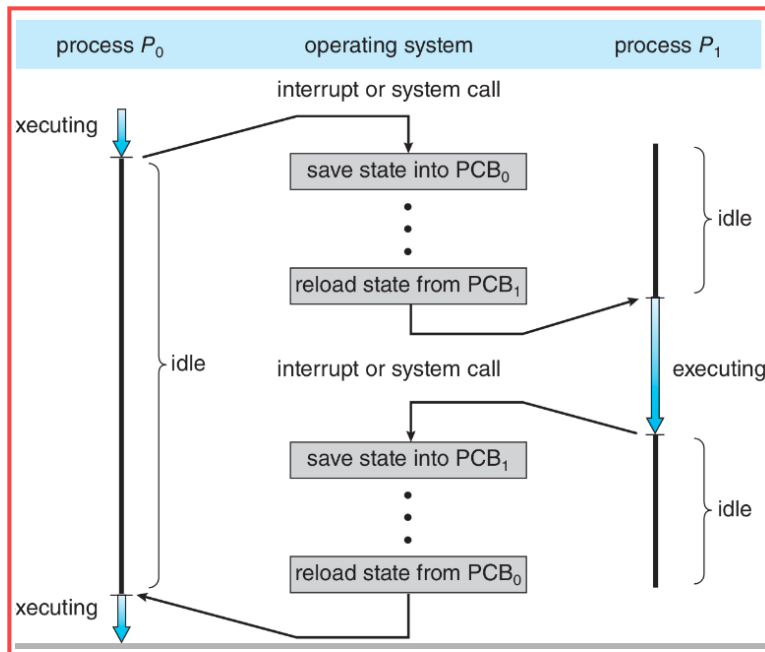 process P₀ operating system process P₁
interrupt or system call
xecuting
save state into PCB₀
idle
reload state from PCB₁
idle
interrupt or system call
executing
save state into PCB₁
idle
reload state from PCB₀
xecuting